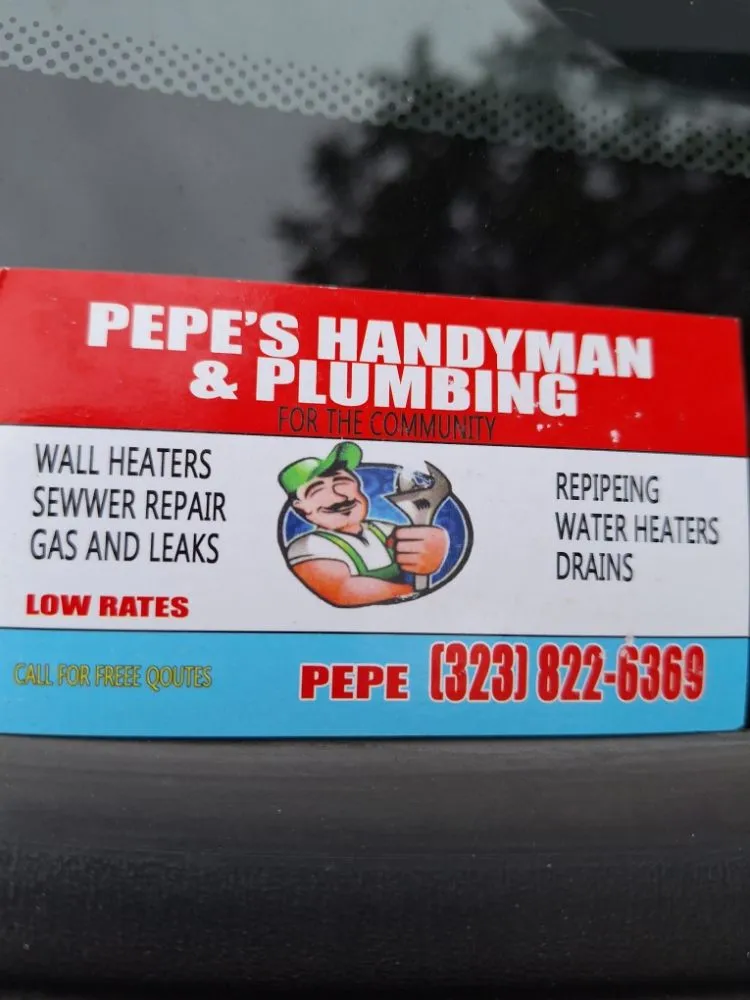 PEPE'S HANDYMAN
& PLUMBING
FOR THE COMMUNITY
WALL HEATERS
SEWWER REPAIR
GAS AND LEAKS
LOW RATES
REPIPEING
WATER HEATERS
DRAINS
CALL FOR FREEE QOUTES
PEPE (323) 822-6369